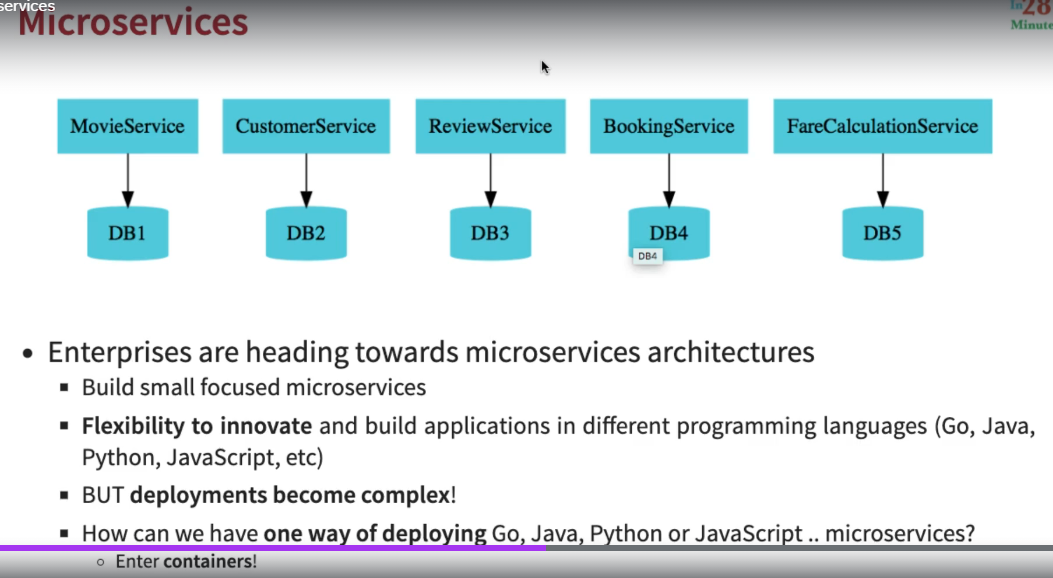 services
Microservices
In28
Minute
MovieService
CustomerService
ReviewService
BookingService
FareCalculationService
DB1
DB2
DB3
DB4
DB5
DB4
• Enterprises are heading towards microservices architectures
▪ Build small focused microservices
▪ Flexibility to innovate and build applications in different programming languages (Go, Java,
Python, JavaScript, etc)
▪ BUT deployments become complex!
▪ How can we have one way of deploying Go, Java, Python or JavaScript .. microservices?
○ Enter containers!